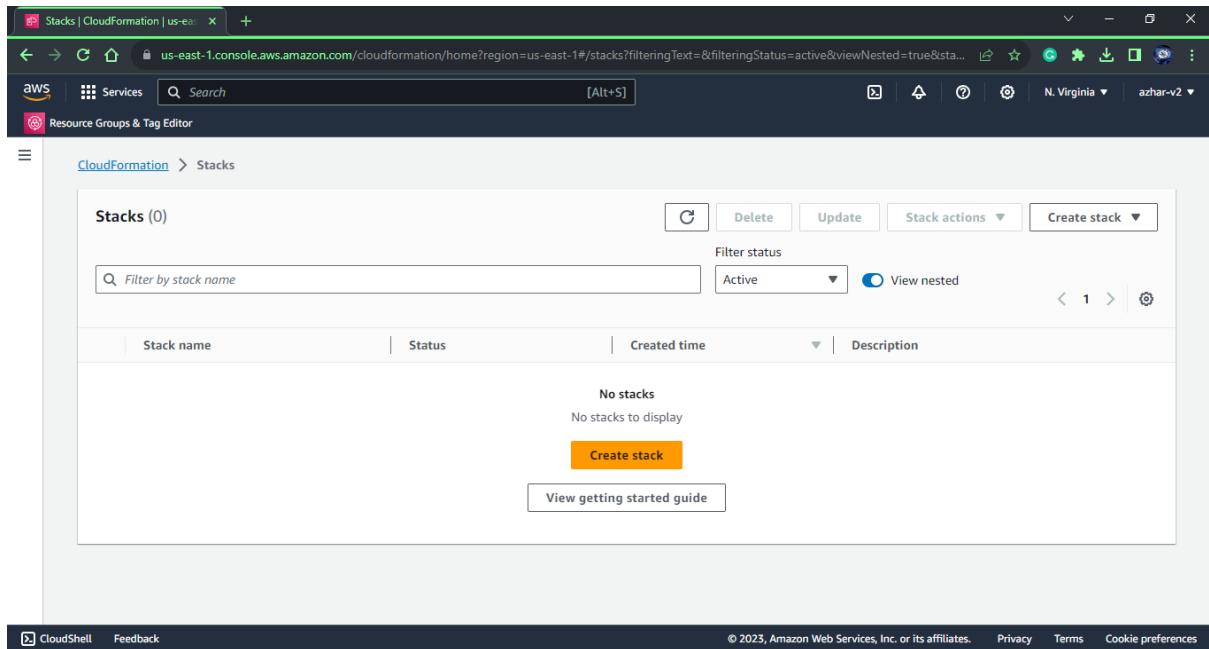 Stacks | CloudFormation | us-eas
us-east-1.console.aws.amazon.com/cloudformation/home?region=us-east-1#/stacks?filteringText=&filteringStatus=active&viewNested=true&sta...
aws Services Search [Alt+S] N. Virginia azhar-v2
Resource Groups & Tag Editor
CloudFormation > Stacks
Stacks (0) Delete Update Stack actions Create stack
Filter status
Filter by stack name Active View nested
< 1 >
Stack name Status Created time Description
No stacks
No stacks to display
Create stack
View getting started guide
CloudShell Feedback © 2023, Amazon Web Services, Inc. or its affiliates. Privacy Terms Cookie preferences